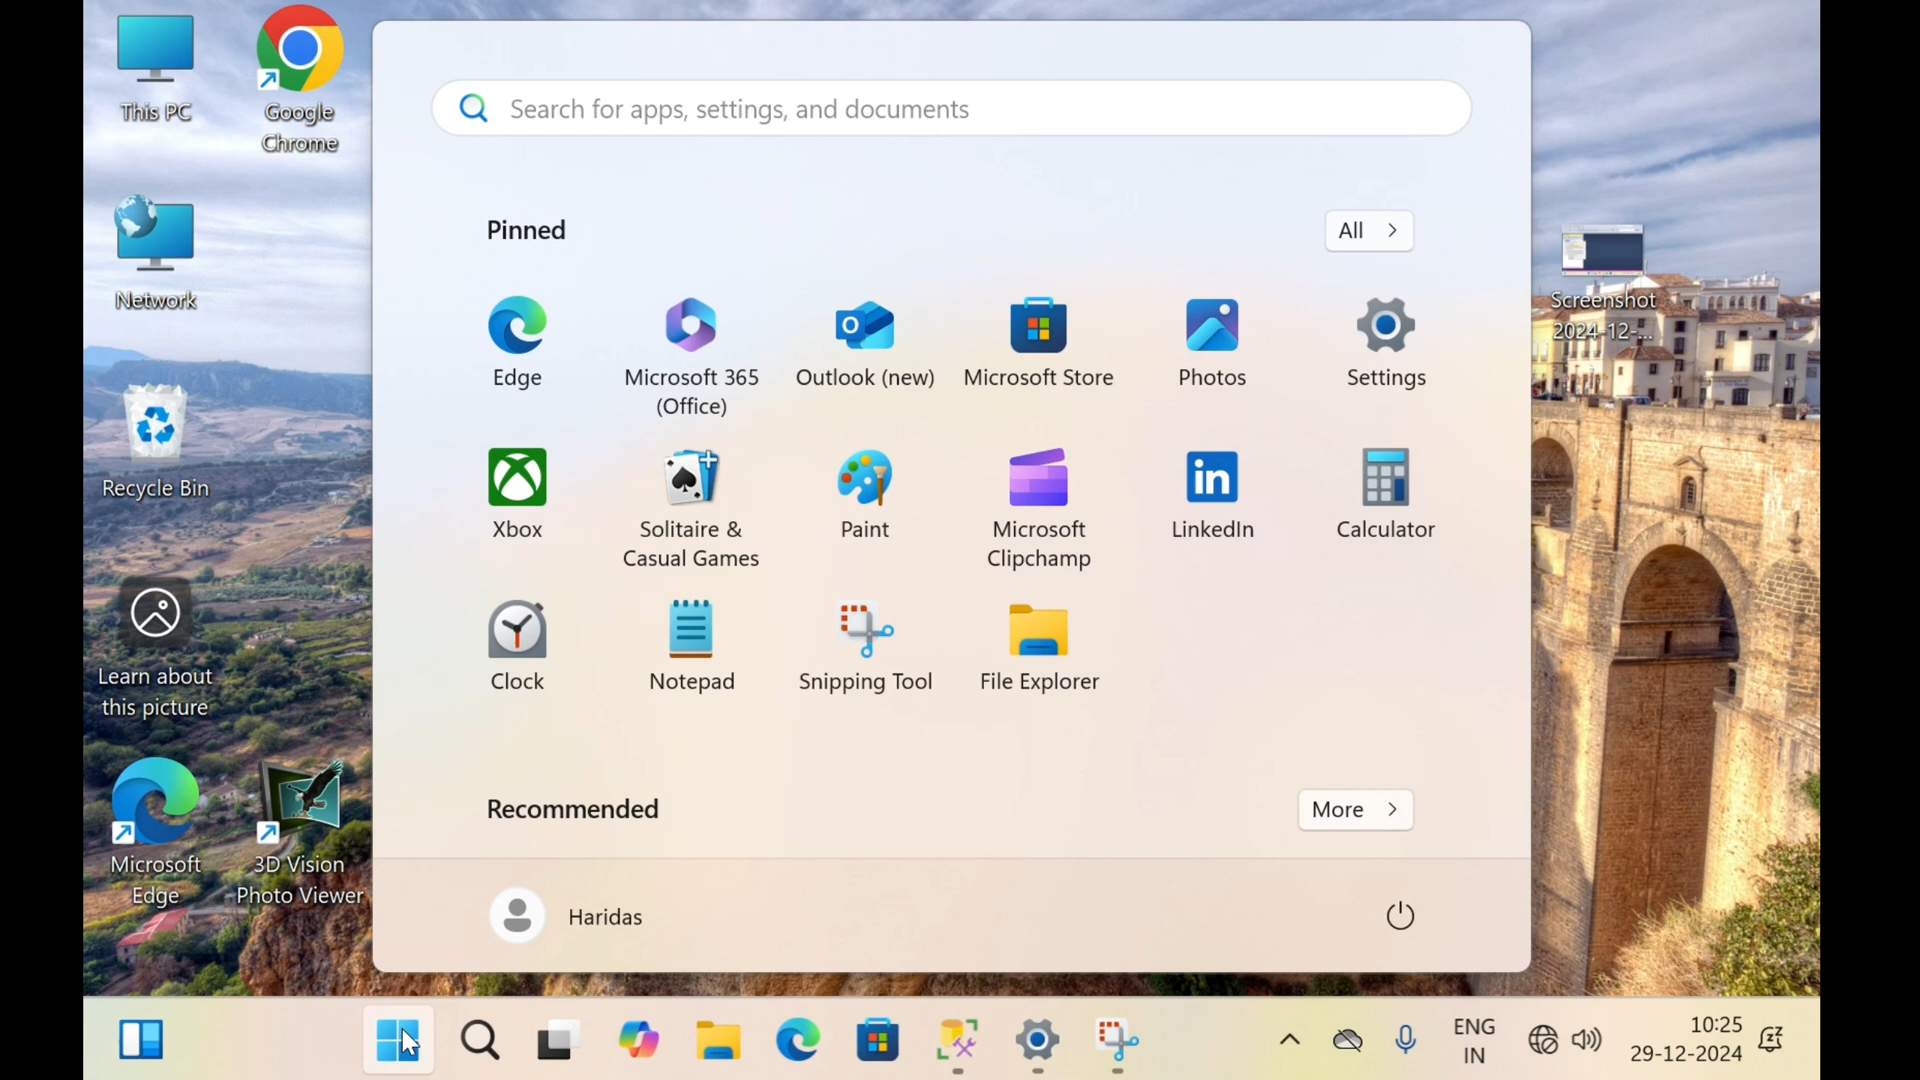 This PC
Google
Chrome
Network
Recycle Bin
Learn about
this picture
Microsoft
Edge
3D Vision
Photo Viewer
Search for apps, settings, and documents
Pinned
All
Edge
Microsoft 365
(Office)
Outlook (new)
Microsoft Store
Photos
Settings
Xbox
Solitaire &
Casual Games
Paint
Microsoft
Clipchamp
LinkedIn
Calculator
Clock
Notepad
Snipping Tool
File Explorer
Recommended
More
Haridas
Screenshot
2024-12-...
ENG
IN
10:25
29-12-2024